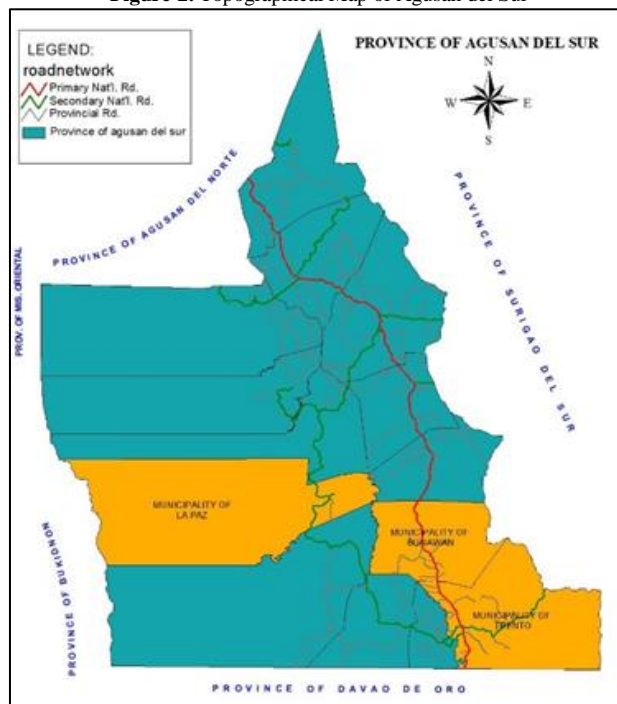 Figure 2. Topographical Map of Agusan del Sur
LEGEND:
roadnetwork
Primary Nat'l. Rd.
Secondary Nat'l. Rd.
Provincial Rd.
Province of agusan del sur
PROVINCE OF AGUSAN DEL SUR
N
W
E
S
PROVINCE OF AGUSAN DEL NORTE
PROV. OF MIS. ORIENTAL
PROVINCE OF SURIGAO DEL SUR
MUNICIPALITY OF
LA PAZ
MUNICIPALITY OF
BUNAWAN
MUNICIPALITY OF
TRENTO
PROVINCE OF BUKIDNON
PROVINCE OF DAVAO DE ORO